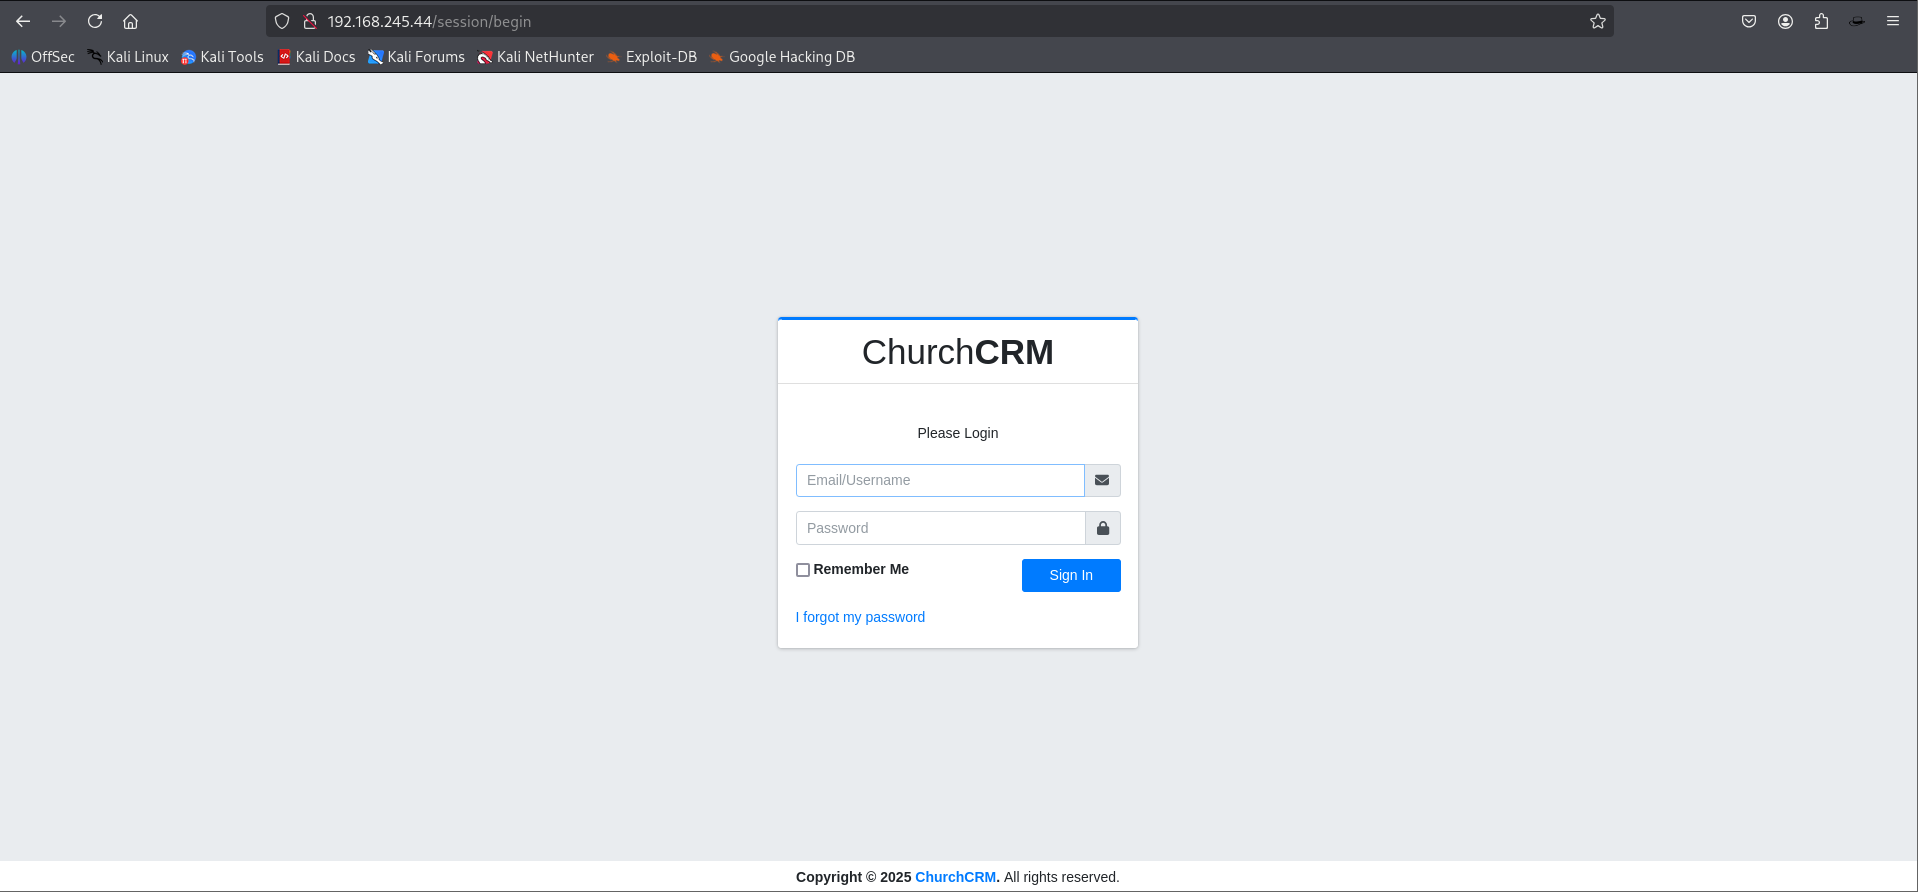 192.168.245.44/session/begin
OffSec Kali Linux Kali Tools Kali Docs Kali Forums Kali NetHunter Exploit-DB Google Hacking DB
ChurchCRM
Please Login
Email/Username
Password
Remember Me Sign In
I forgot my password
Copyright © 2025 ChurchCRM. All rights reserved.